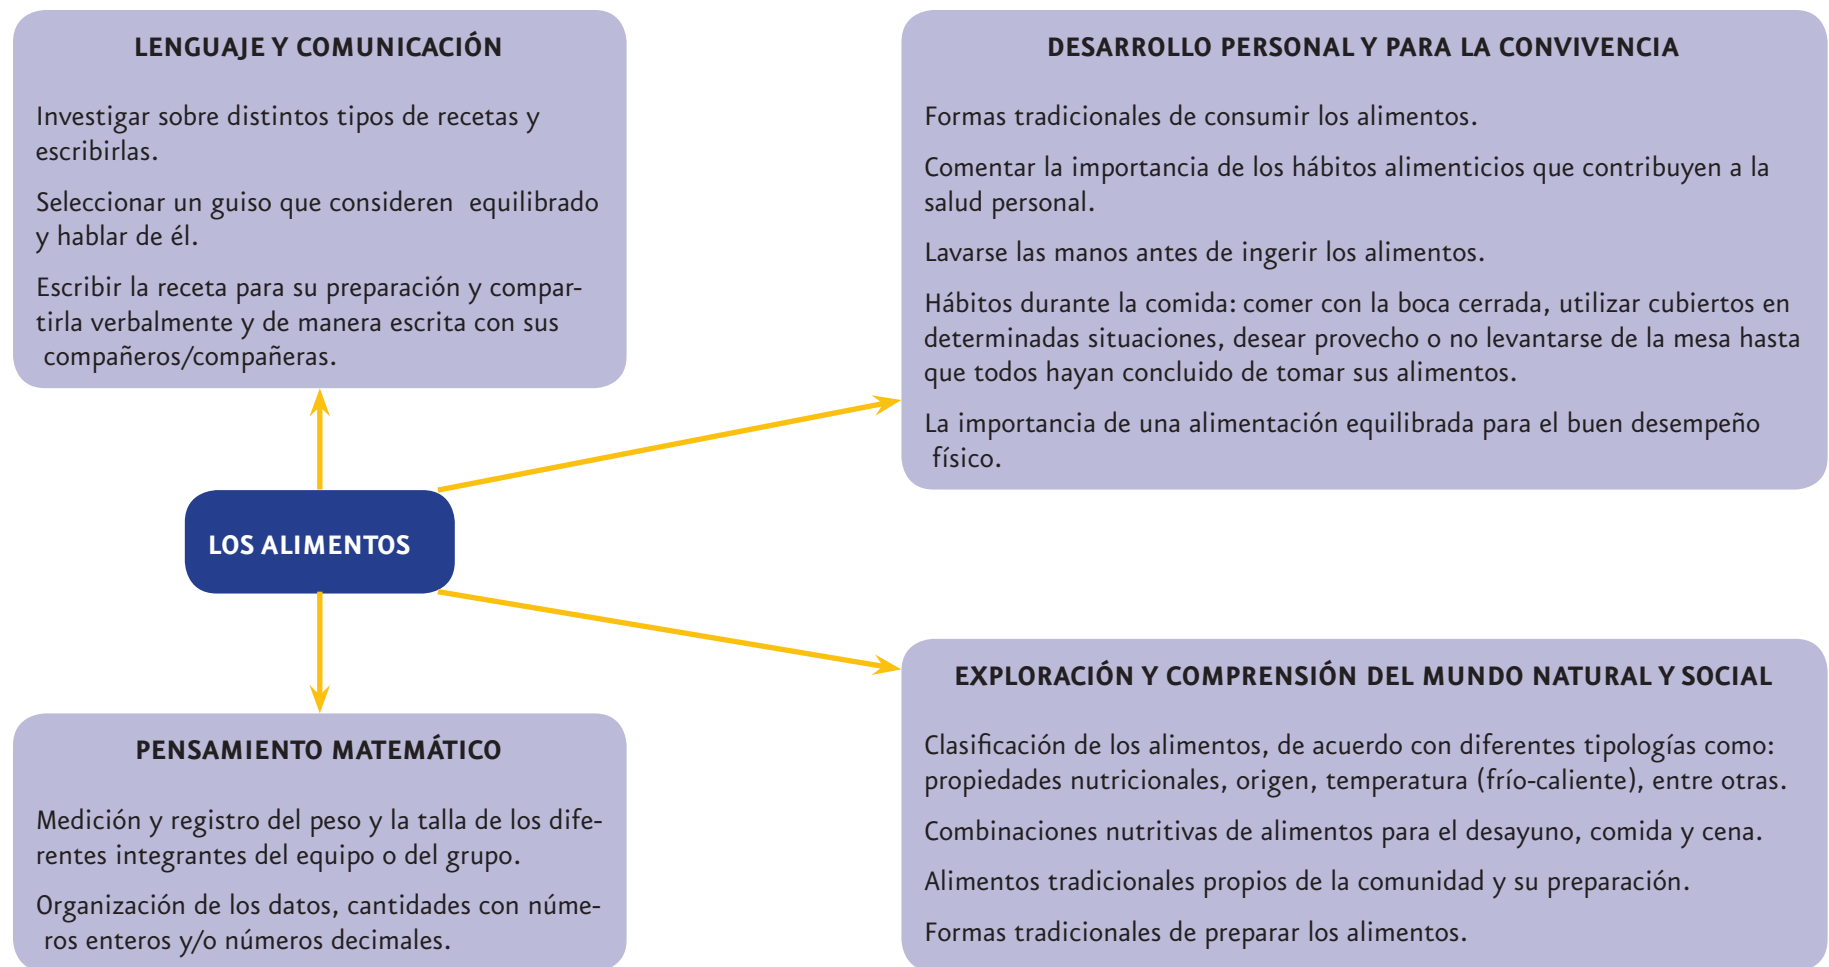 LENGUAJE Y COMUNICACIÓN
Investigar sobre distintos tipos de recetas y
escribirlas.
Seleccionar un guiso que consideren equilibrado
y hablar de él.
Escribir la receta para su preparación y compar-
tirla verbalmente y de manera escrita con sus
compañeros/compañeras.
DESARROLLO PERSONAL Y PARA LA CONVIVENCIA
Formas tradicionales de consumir los alimentos.
Comentar la importancia de los hábitos alimenticios que contribuyen a la
salud personal.
Lavarse las manos antes de ingerir los alimentos.
Hábitos durante la comida: comer con la boca cerrada, utilizar cubiertos en
determinadas situaciones, desear provecho o no levantarse de la mesa hasta
que todos hayan concluido de tomar sus alimentos.
La importancia de una alimentación equilibrada para el buen desempeño
físico.
LOS ALIMENTOS
PENSAMIENTO MATEMÁTICO
Medición y registro del peso y la talla de los dife-
rentes integrantes del equipo o del grupo.
Organización de los datos, cantidades con núme-
ros enteros y/o números decimales.
EXPLORACIÓN Y COMPRENSIÓN DEL MUNDO NATURAL Y SOCIAL
Clasificación de los alimentos, de acuerdo con diferentes tipologías como:
propiedades nutricionales, origen, temperatura (frío-caliente), entre otras.
Combinaciones nutritivas de alimentos para el desayuno, comida y cena.
Alimentos tradicionales propios de la comunidad y su preparación.
Formas tradicionales de preparar los alimentos.